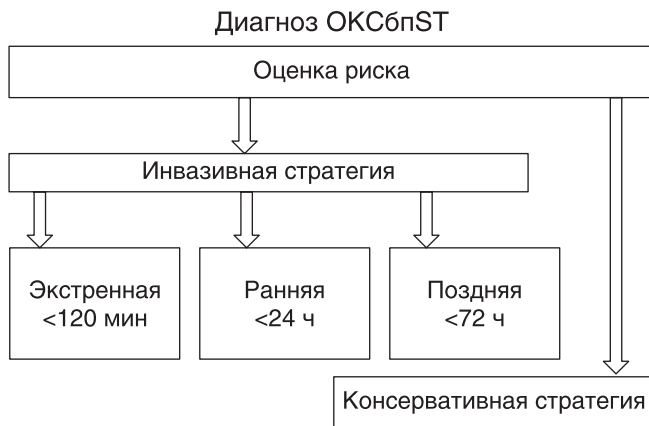 Диагноз ОКСбпST
Оценка риска
Инвазивная стратегия
Экстренная
<120 мин
Ранняя
<24 ч
Поздняя
<72 ч
Консервативная стратегия